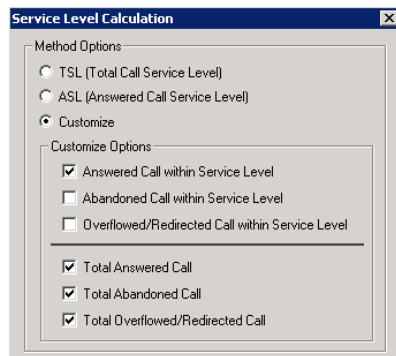 Service Level Calculation
Method Options
TSL (Total Call Service Level)
ASL (Answered Call Service Level)
Customize
Customize Options
Answered Call within Service Level
Abandoned Call within Service Level
Overflowed/Redirected Call within Service Level
Total Answered Call
Total Abandoned Call
Total Overflowed/Redirected Call